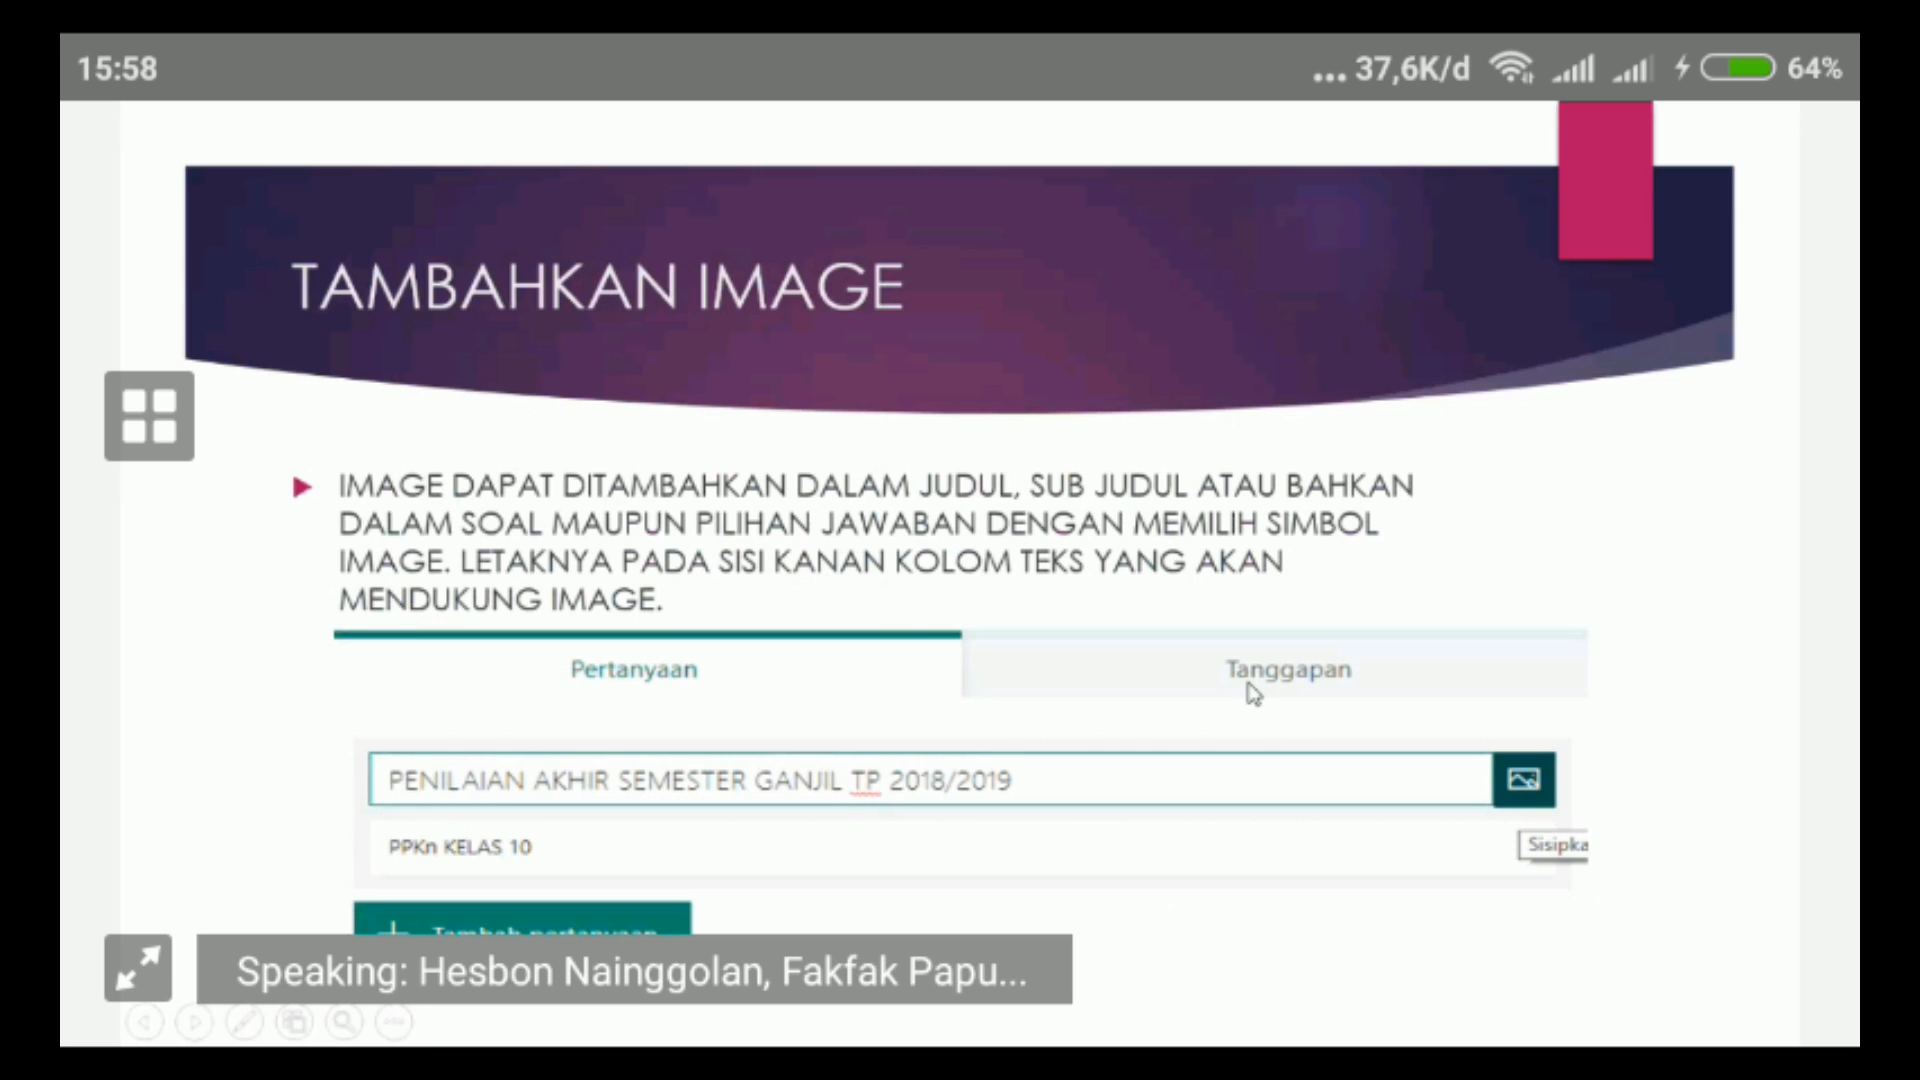 15:58
... 37,6K/d
64%
TAMBAHKAN IMAGE
IMAGE DAPAT DITAMBAHKAN DALAM JUDUL, SUB JUDUL ATAU BAHKAN
DALAM SOAL MAUPUN PILIHAN JAWABAN DENGAN MEMILIH SIMBOL
IMAGE. LETAKNYA PADA SISI KANAN KOLOM TEKS YANG AKAN
MENDUKUNG IMAGE.
Pertanyaan
Tanggapan
PENILAIAN AKHIR SEMESTER GANJIL TP 2018/2019
PPKn KELAS 10
Sisipka
Tambah pertanyaan
Speaking: Hesbon Nainggolan, Fakfak Papu...